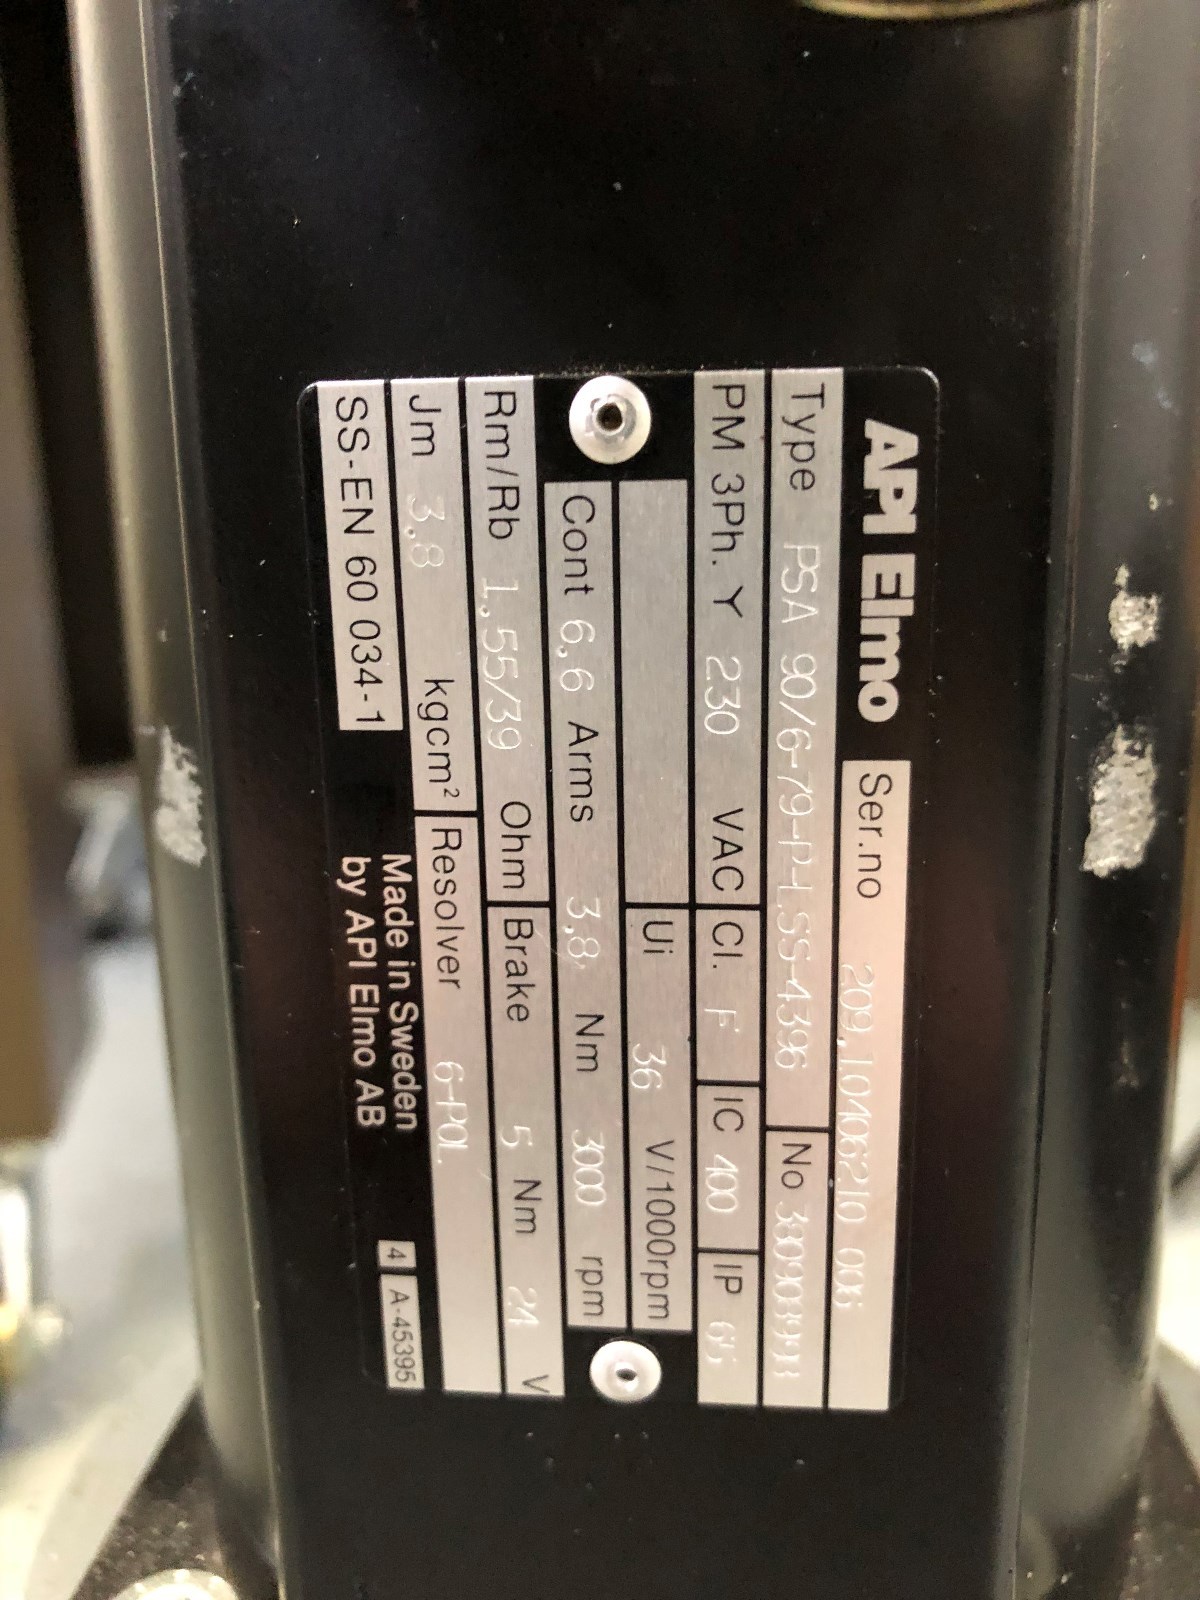 API Elmo Ser.no 209.10406210 006
Type PSA 90/6-79-P-LSS-4396 No
PM 3Ph. Y 230 VAC Cl. F IC 400 IP 65
Ui 36 V/1000rpm
Cont 6,6 Arms 3,8 Nm 3000 rpm
Rm/Rb 1,55/39 Ohm Brake 5 Nm 24 V
Jm 3,8 kgcm² Resolver 6-POL
SS-EN 60 034-1
Made in Sweden
by API Elmo AB
4 A-45395